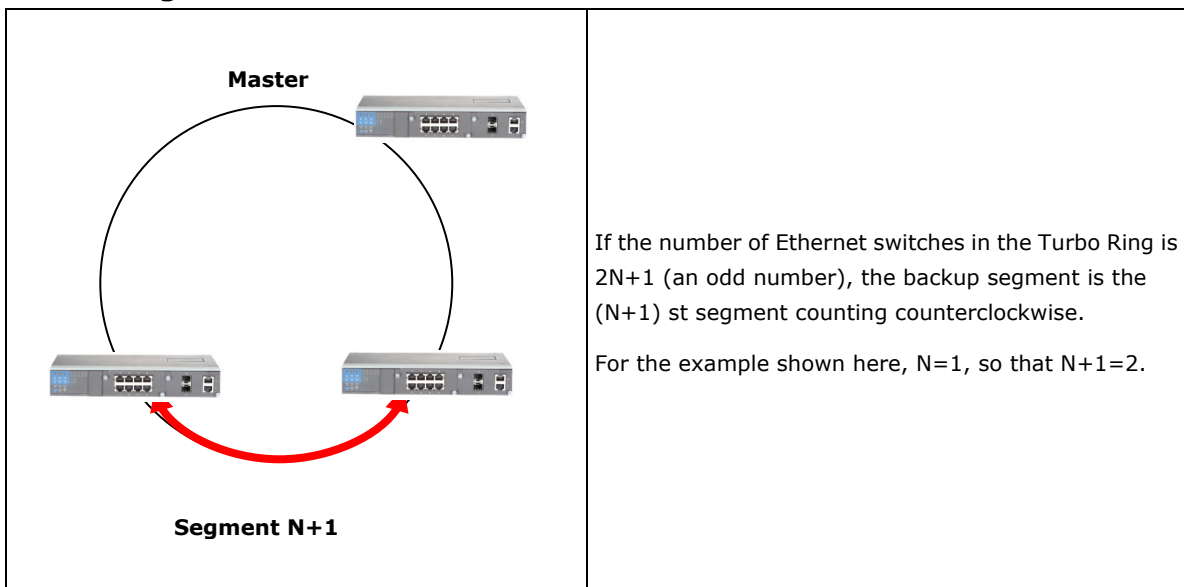 Master
Segment N+1
If the number of Ethernet switches in the Turbo Ring is
2N+1 (an odd number), the backup segment is the
(N+1) st segment counting counterclockwise.
For the example shown here, N=1, so that N+1=2.